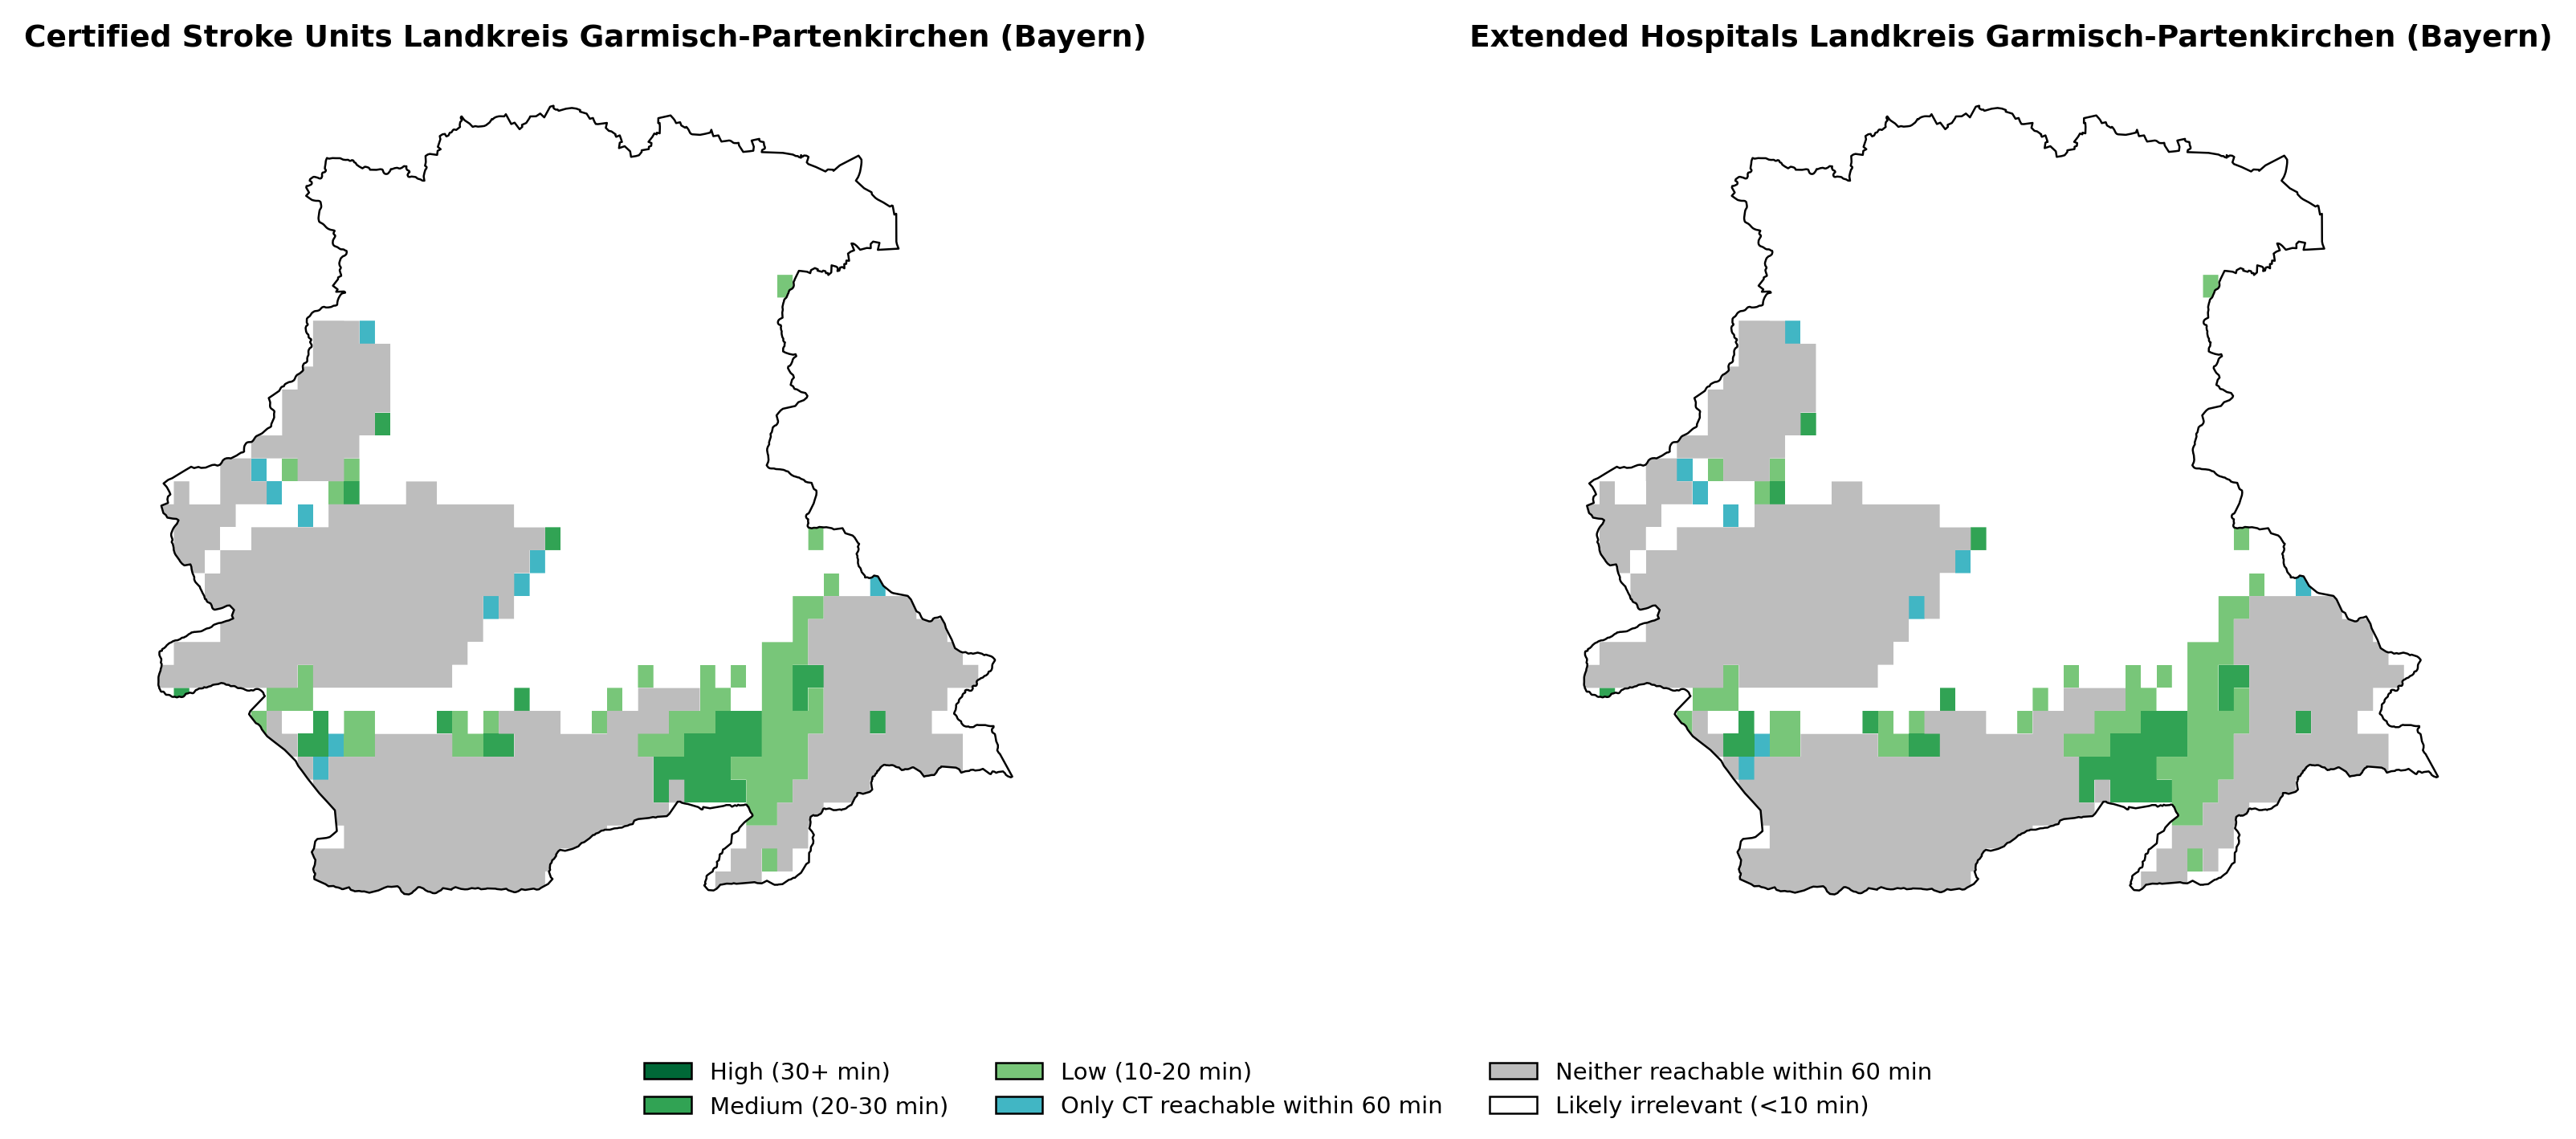 Certified Stroke Units Landkreis Garmisch-Partenkirchen (Bayern)
Extended Hospitals Landkreis Garmisch-Partenkirchen (Bayern)
High (30+ min)
Medium (20-30 min)
Low (10-20 min)
Only CT reachable within 60 min
Neither reachable within 60 min
Likely irrelevant (<10 min)